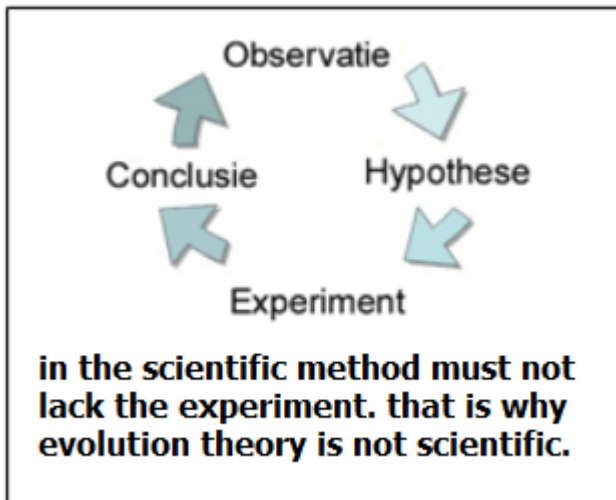 Observatie
Conclusie
Hypothese
Experiment
in the scientific method must not
lack the experiment. that is why
evolution theory is not scientific.